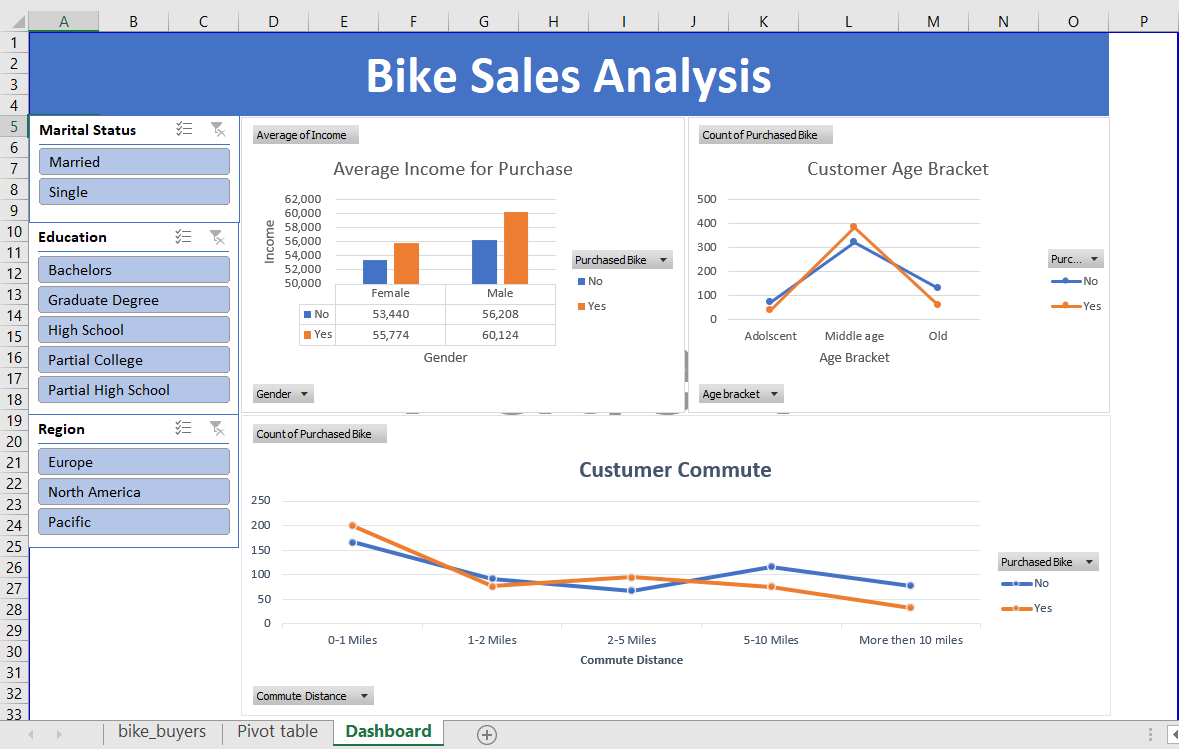 A B C D E F G H I J K L M N O P
1
2
3
4
5
6
7
8
9
10
11
12
13
14
15
16
17
18
19
20
21
22
23
24
25
26
27
28
29
30
31
32
33
Bike Sales Analysis
Marital Status
Married
Single
Education
Bachelors
Graduate Degree
High School
Partial College
Partial High School
Region
Europe
North America
Pacific
Average of Income
Average Income for Purchase
Income
62,000
60,000
58,000
56,000
54,000
52,000
50,000
Female Male
No 53,440 56,208
Yes 55,774 60,124
Gender
Purchased Bike
No
Yes
Gender
Count of Purchased Bike
Customer Age Bracket
500
400
300
200
100
0
Adolscent Middle age Old
Age Bracket
Purc...
No
Yes
Age bracket
Count of Purchased Bike
Custumer Commute
250
200
150
100
50
0
0-1 Miles 1-2 Miles 2-5 Miles 5-10 Miles More then 10 miles
Commute Distance
Purchased Bike
No
Yes
Commute Distance
bike_buyers Pivot table Dashboard